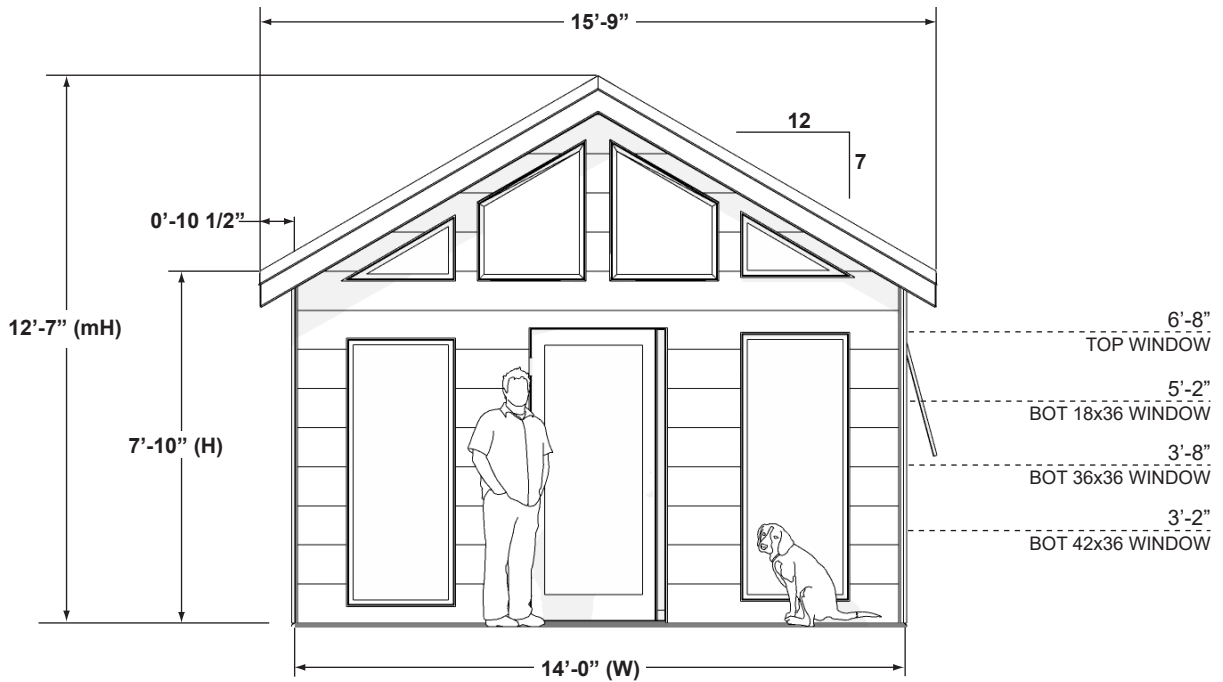 15’-9”
12
7
0’-10 1/2”
12’-7” (mH)
7’-10” (H)
6’-8”
TOP WINDOW
5’-2”
BOT 18x36 WINDOW
3’-8”
BOT 36x36 WINDOW
3’-2”
BOT 42x36 WINDOW
14’-0” (W)